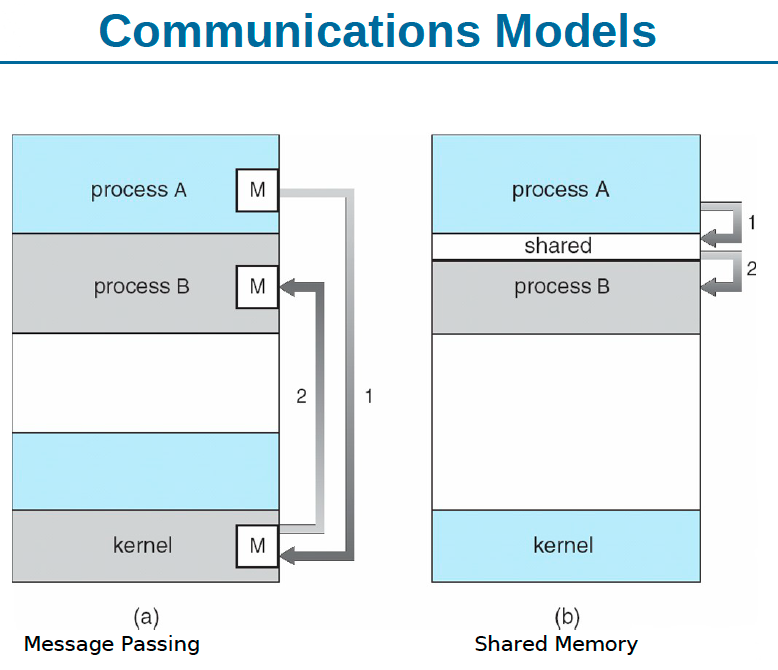 Communications Models
process A
M
process B
M
2
1
kernel
M
(a)
Message Passing
process A
1
shared
2
process B
kernel
(b)
Shared Memory